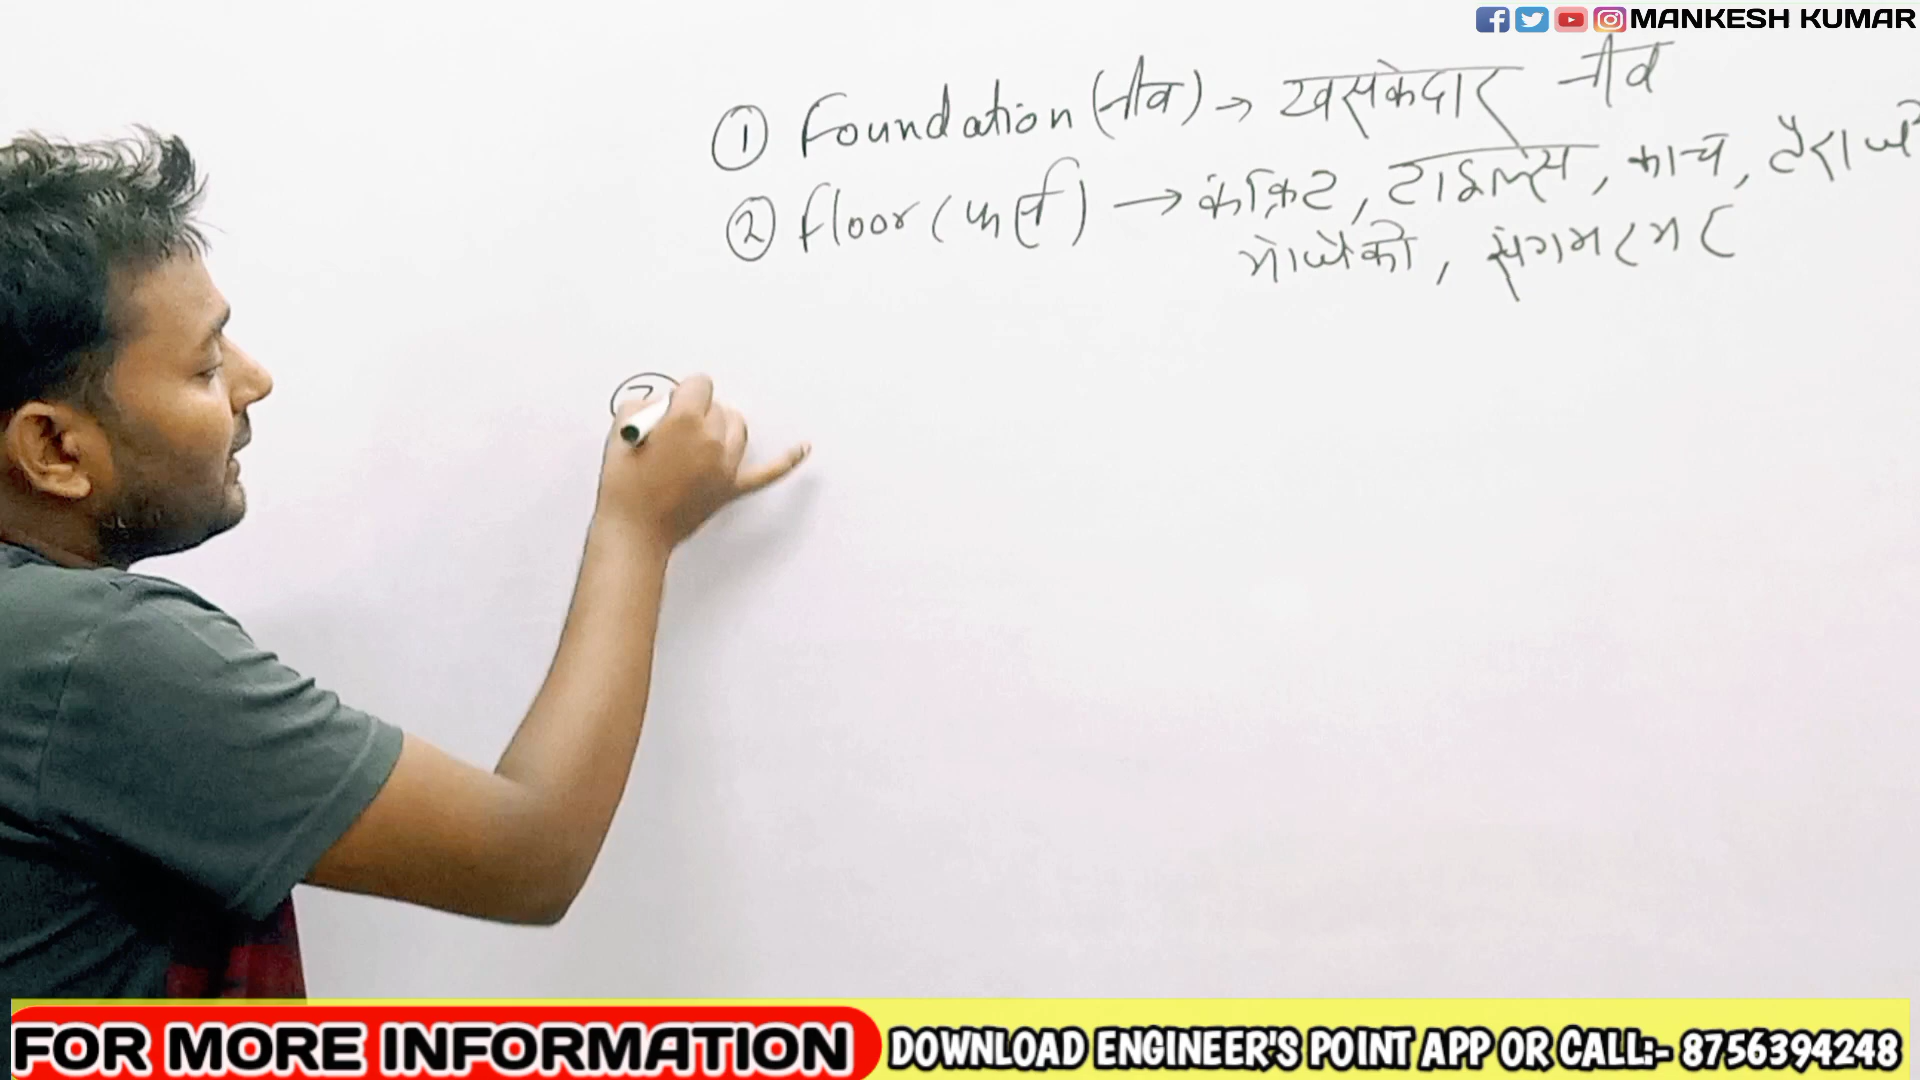 MANKESH KUMAR
① Foundation (नीव) → खसकेदार नीव
② floor (फर्स) → कंक्रिट, टाइल्स, कांच, टैराजो
मोजैको, संगमरमर
FOR MORE INFORMATION
DOWNLOAD ENGINEER'S POINT APP OR CALL:- 8756394248